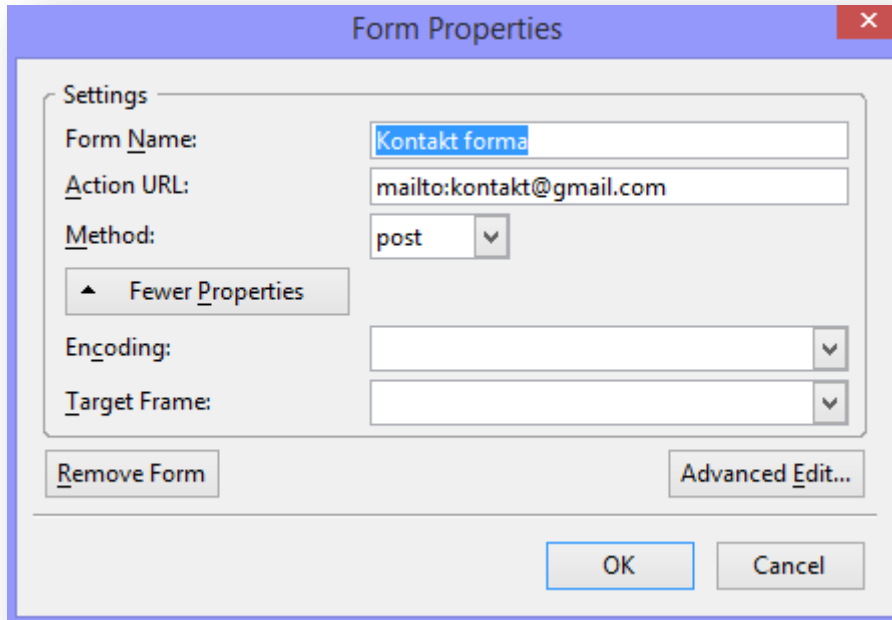 Form Properties
Settings
Form Name: Kontakt forma
Action URL: mailto:kontakt@gmail.com
Method: post
Fewer Properties
Encoding:
Target Frame:
Remove Form Advanced Edit...
OK Cancel